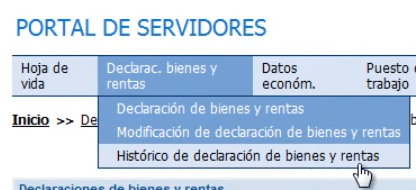 PORTAL DE SERVIDORES
Hoja de vida
Declarac. bienes y rentas
Datos económ.
Puesto
trabajo
Declaración de bienes y rentas
Modificación de declaración de bienes y rentas
Histórico de declaración de bienes y rentas
Inicio >> De
Declaraciones de bienes y rentas